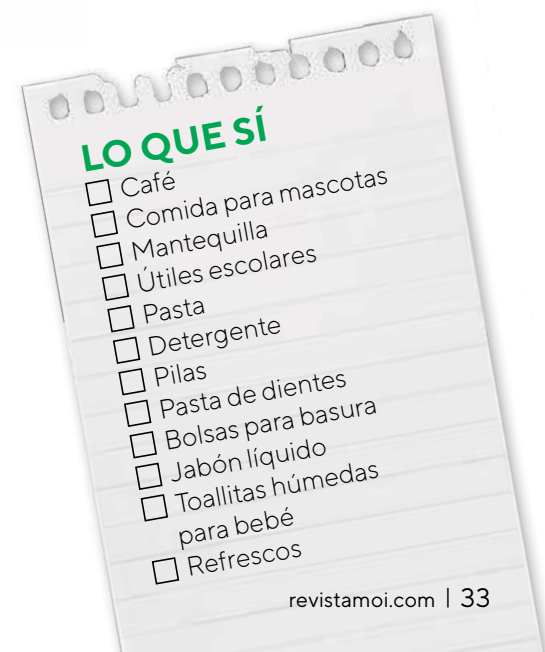 LO QUE SÍ
Café
Comida para mascotas
Mantequilla
Útiles escolares
Pasta
Detergente
Pilas
Pasta de dientes
Bolsas para basura
Jabón líquido
Toallitas húmedas
para bebé
Refrescos
revistamoi.com | 33